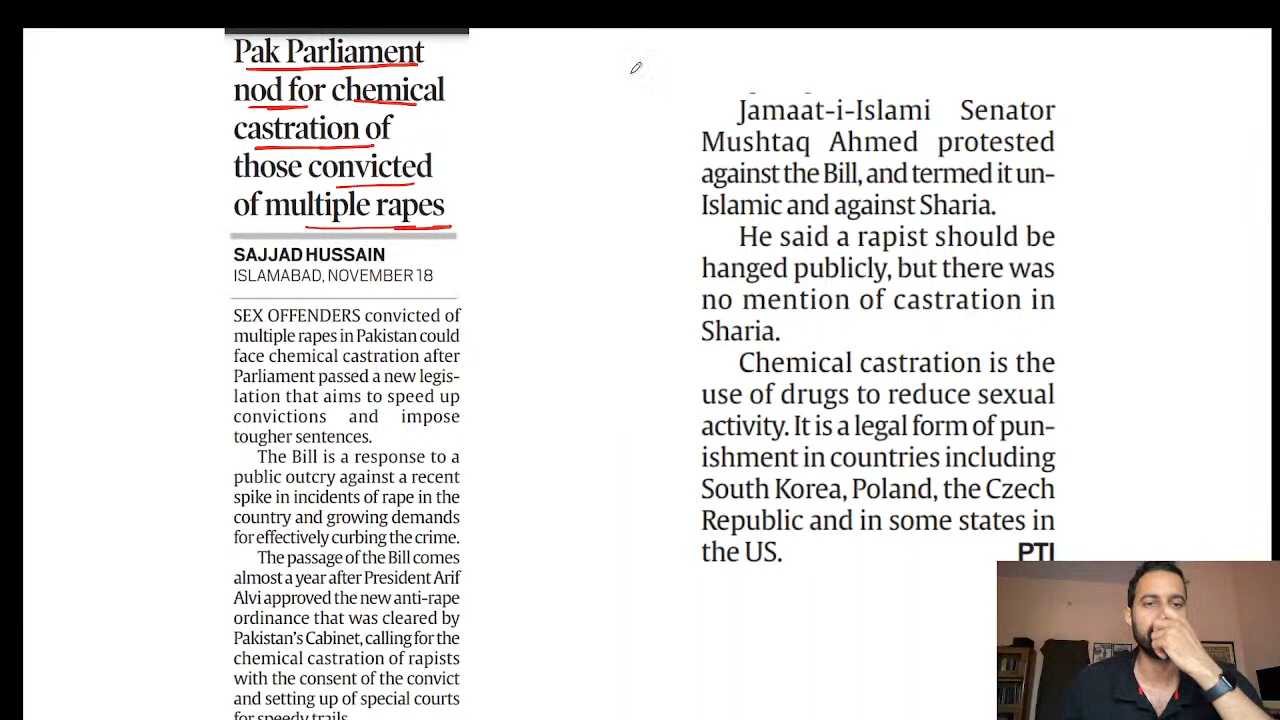 Pak Parliament
nod for chemical
castration of
those convicted
of multiple rapes
SAJJAD HUSSAIN
ISLAMABAD, NOVEMBER 18
SEX OFFENDERS convicted of
multiple rapes in Pakistan could
face chemical castration after
Parliament passed a new legis-
lation that aims to speed up
convictions and impose
tougher sentences.
The Bill is a response to a
public outcry against a recent
spike in incidents of rape in the
country and growing demands
for effectively curbing the crime.
The passage of the Bill comes
almost a year after President Arif
Alvi approved the new anti-rape
ordinance that was cleared by
Pakistan's Cabinet, calling for the
chemical castration of rapists
with the consent of the convict
and setting up of special courts
for speedy trails.
Jamaat-i-Islami Senator
Mushtaq Ahmed protested
against the Bill, and termed it un-
Islamic and against Sharia.
He said a rapist should be
hanged publicly, but there was
no mention of castration in
Sharia.
Chemical castration is the
use of drugs to reduce sexual
activity. It is a legal form of pun-
ishment in countries including
South Korea, Poland, the Czech
Republic and in some states in
the US. PTI